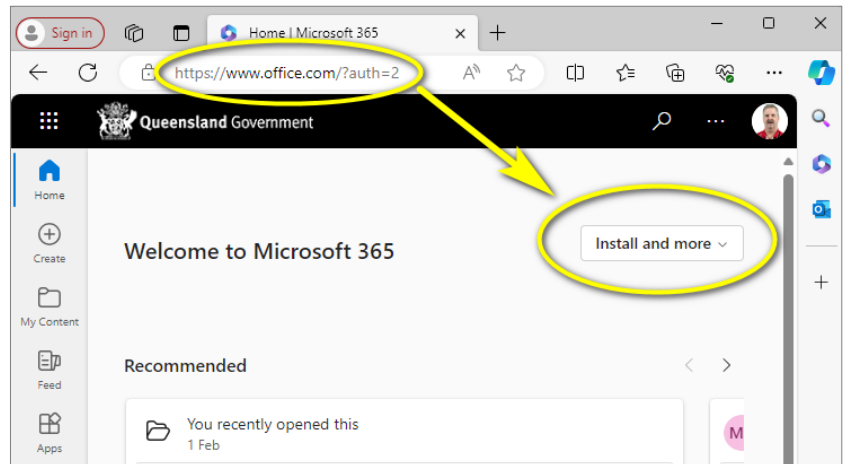 Sign in
Home | Microsoft 365
https://www.office.com/?auth=2
Queensland Government
Home
Create
My Content
Feed
Apps
Welcome to Microsoft 365
Install and more
Recommended
You recently opened this
1 Feb
M